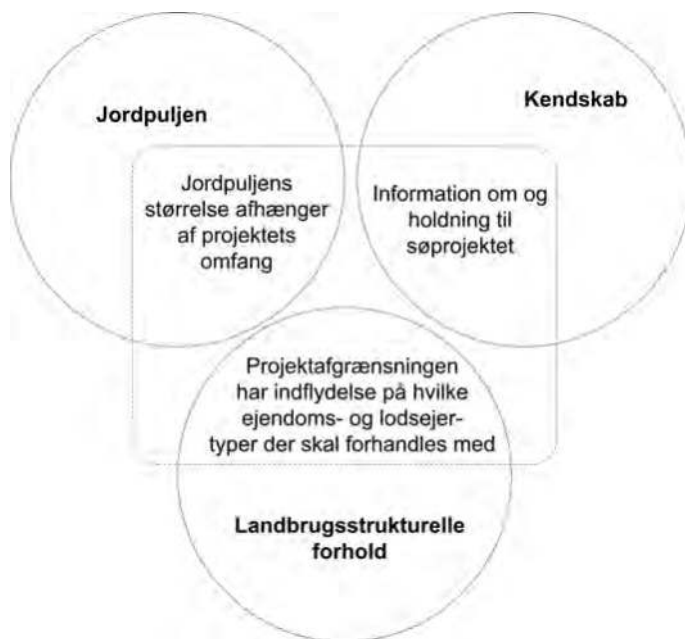 Jordpuljen
Jordpuljens
størrelse afhænger
af projektets
omfang
Kendskab
Information om og
holdning til
søprojektet
Projektafgrænsningen
har indflydelse på hvilke
ejendoms- og lodsejer-
typer der skal forhandles med
Landbrugsstrukturelle
forhold